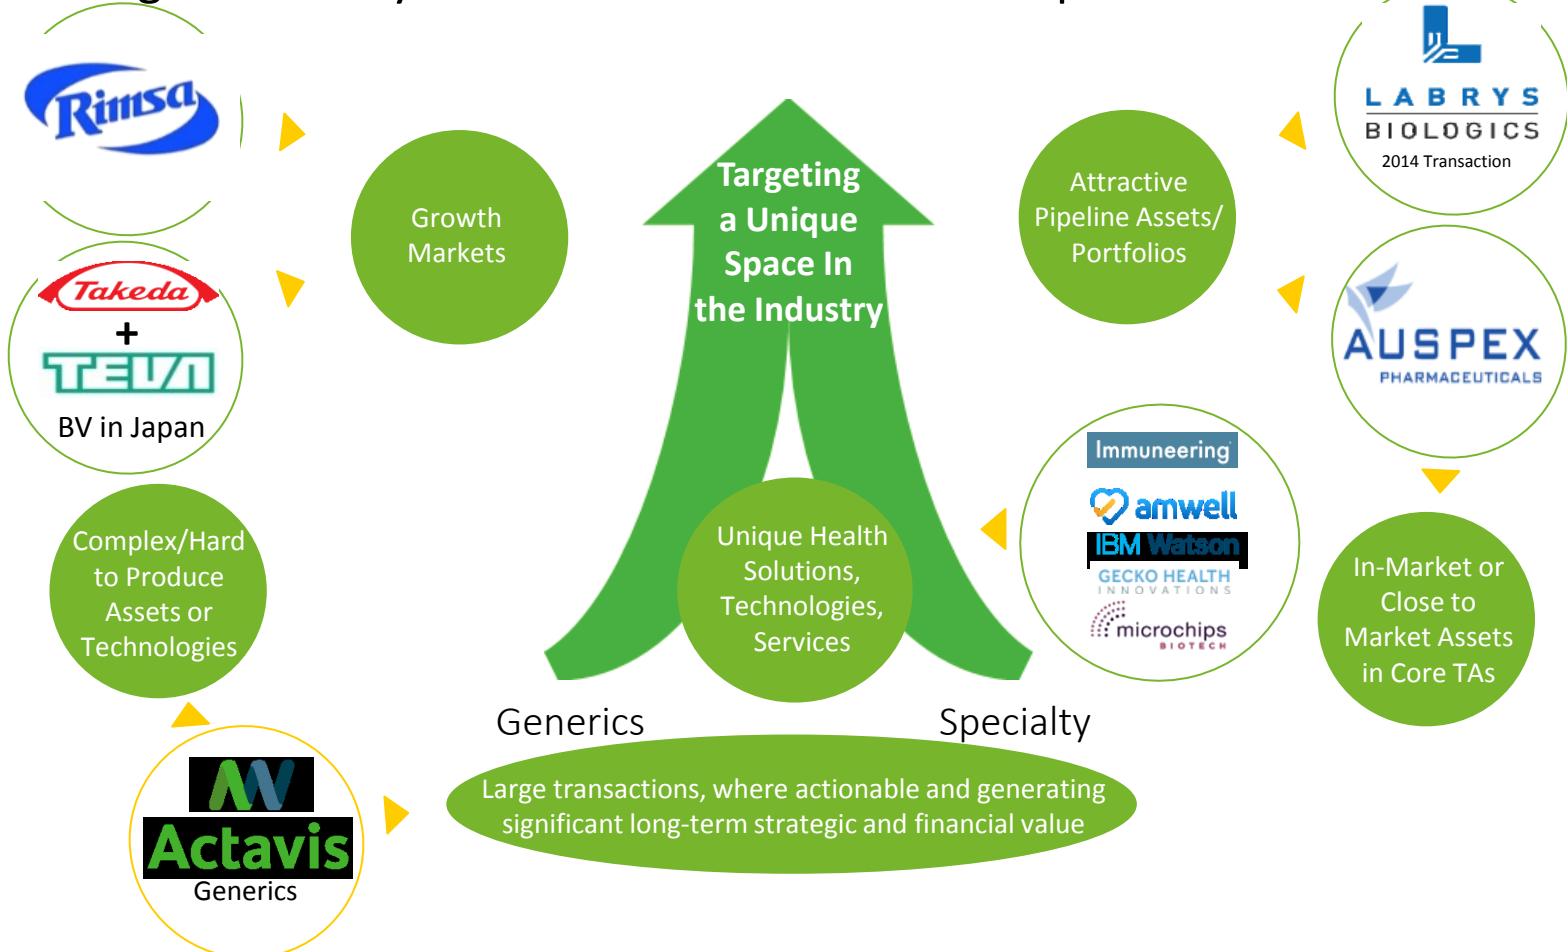 Rimsa
Takeda
+
TEVA
BV in Japan
Growth
Markets
Complex/Hard
to Produce
Assets or
Technologies
Actavis
Generics
Targeting
a Unique
Space In
the Industry
Unique Health
Solutions,
Technologies,
Services
Generics
Specialty
Large transactions, where actionable and generating
significant long-term strategic and financial value
Attractive
Pipeline Assets/
Portfolios
LABRYS
BIOLOGICS
2014 Transaction
AUSPEX
PHARMACEUTICALS
Immuneering
amwell
IBM Watson
GECKO HEALTH
INNOVATIONS
microchips
BIOTECH
In-Market or
Close to
Market Assets
in Core TAs